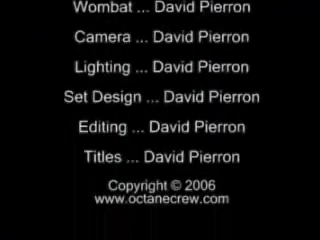 Wombat ... David Pierron
Camera ... David Pierron
Lighting ... David Pierron
Set Design ... David Pierron
Editing ... David Pierron
Titles ... David Pierron
Copyright © 2006
www.octanecrew.com